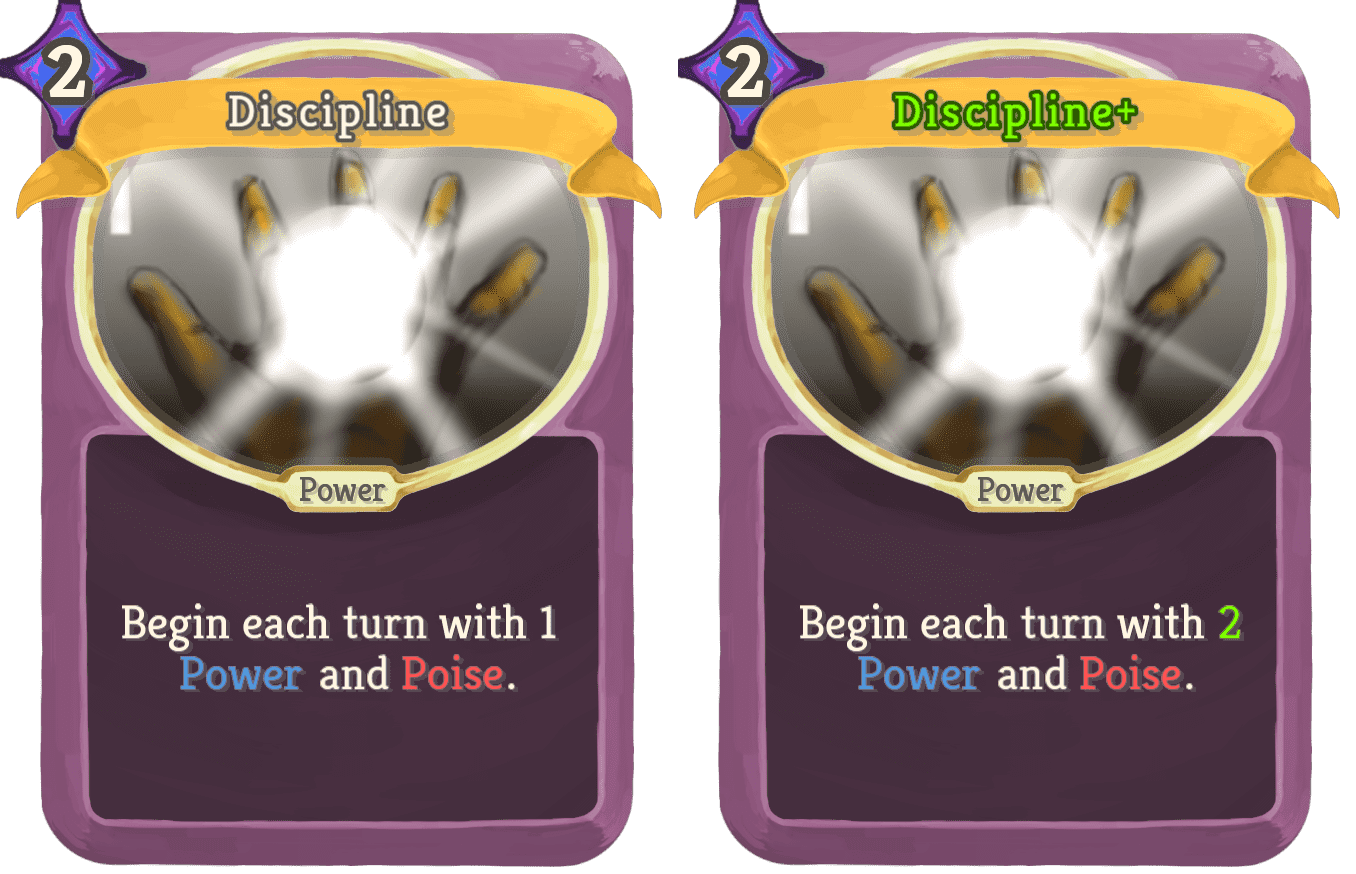 2
Discipline
Power
Begin each turn with 1
Power and Poise.
2
Discipline+
Power
Begin each turn with 2
Power and Poise.